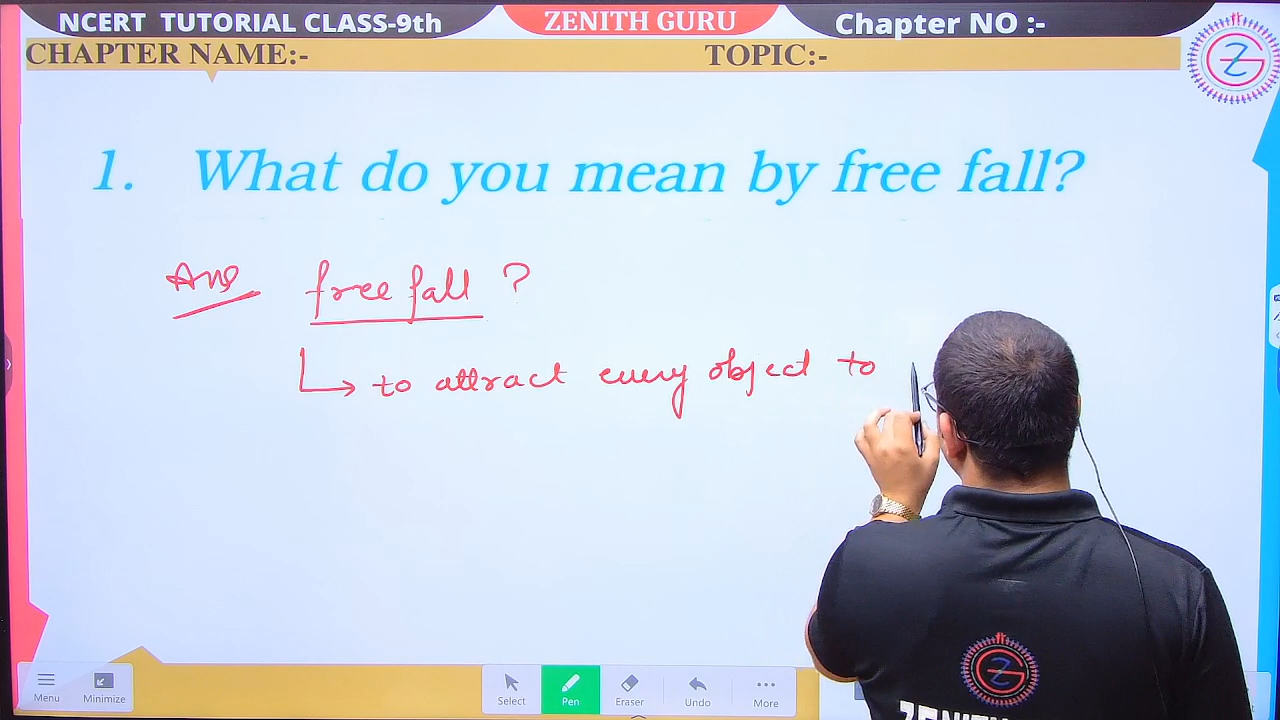 NCERT TUTORIAL CLASS-9th
ZENITH GURU
Chapter NO :-
CHAPTER NAME:-
TOPIC:-
1. What do you mean by free fall?
Ans free fall ?
to attract every object to
Menu
Minimize
Select
Pen
Eraser
Undo
More